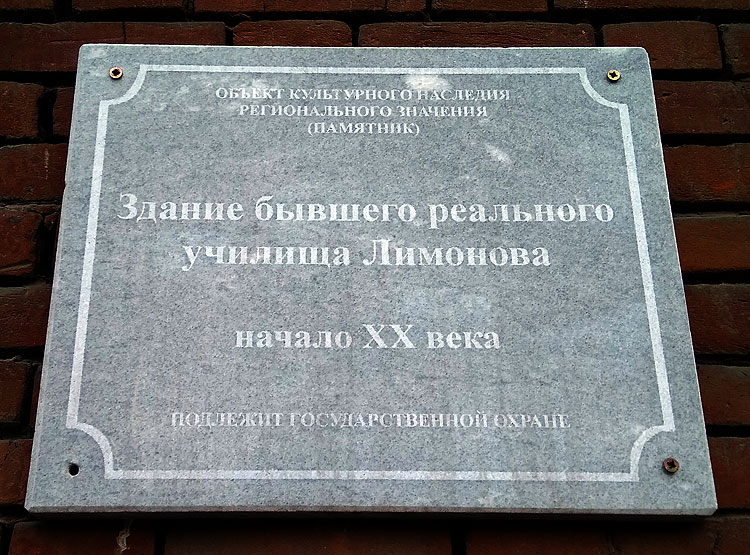 ОБЪЕКТ КУЛЬТУРНОГО НАСЛЕДИЯ
РЕГИОНАЛЬНОГО ЗНАЧЕНИЯ
(ПАМЯТНИК)
Здание бывшего реального
училища Лимонова
начало XX века
ПОДЛЕЖИТ ГОСУДАРСТВЕННОЙ ОХРАНЕ